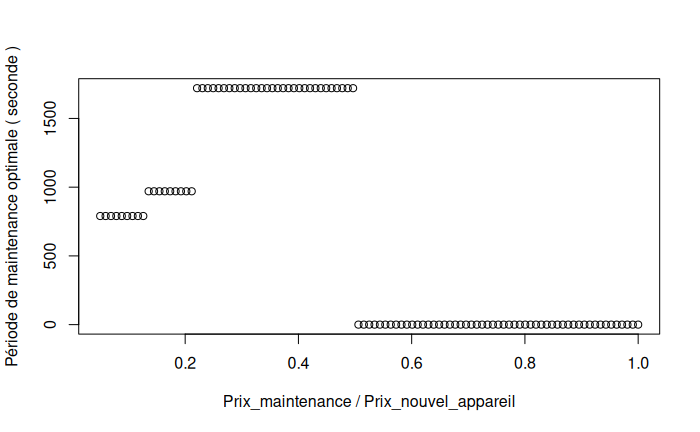 Période de maintenance optimale ( seconde )
1500
1000
500
0
0.2 0.4 0.6 0.8 1.0
Prix_maintenance / Prix_nouvel_appareil